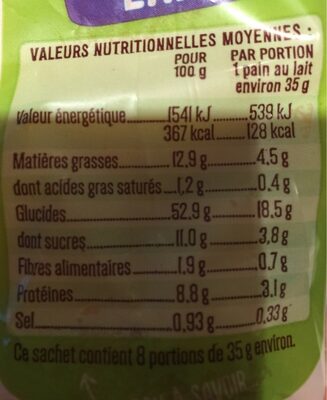 VALEURS NUTRITIONNELLES MOYENNES :
POUR 100 g
PAR PORTION 1 pain au lait environ 35 g
Valeur énergétique 1541 kJ 539 kJ
367 kcal 128 kcal
Matières grasses 12.9 g 4.5 g
dont acides gras saturés 1,2 g 0.4 g
Glucides 52.9 g 18.5 g
dont sucres 11.0 g 3,8 g
Fibres alimentaires 1.9 g 0.7 g
Protéines 8.8 g 3.1g
Sel 0,93 g 0.33 g
Ce sachet contient 8 portions de 35 g environ.